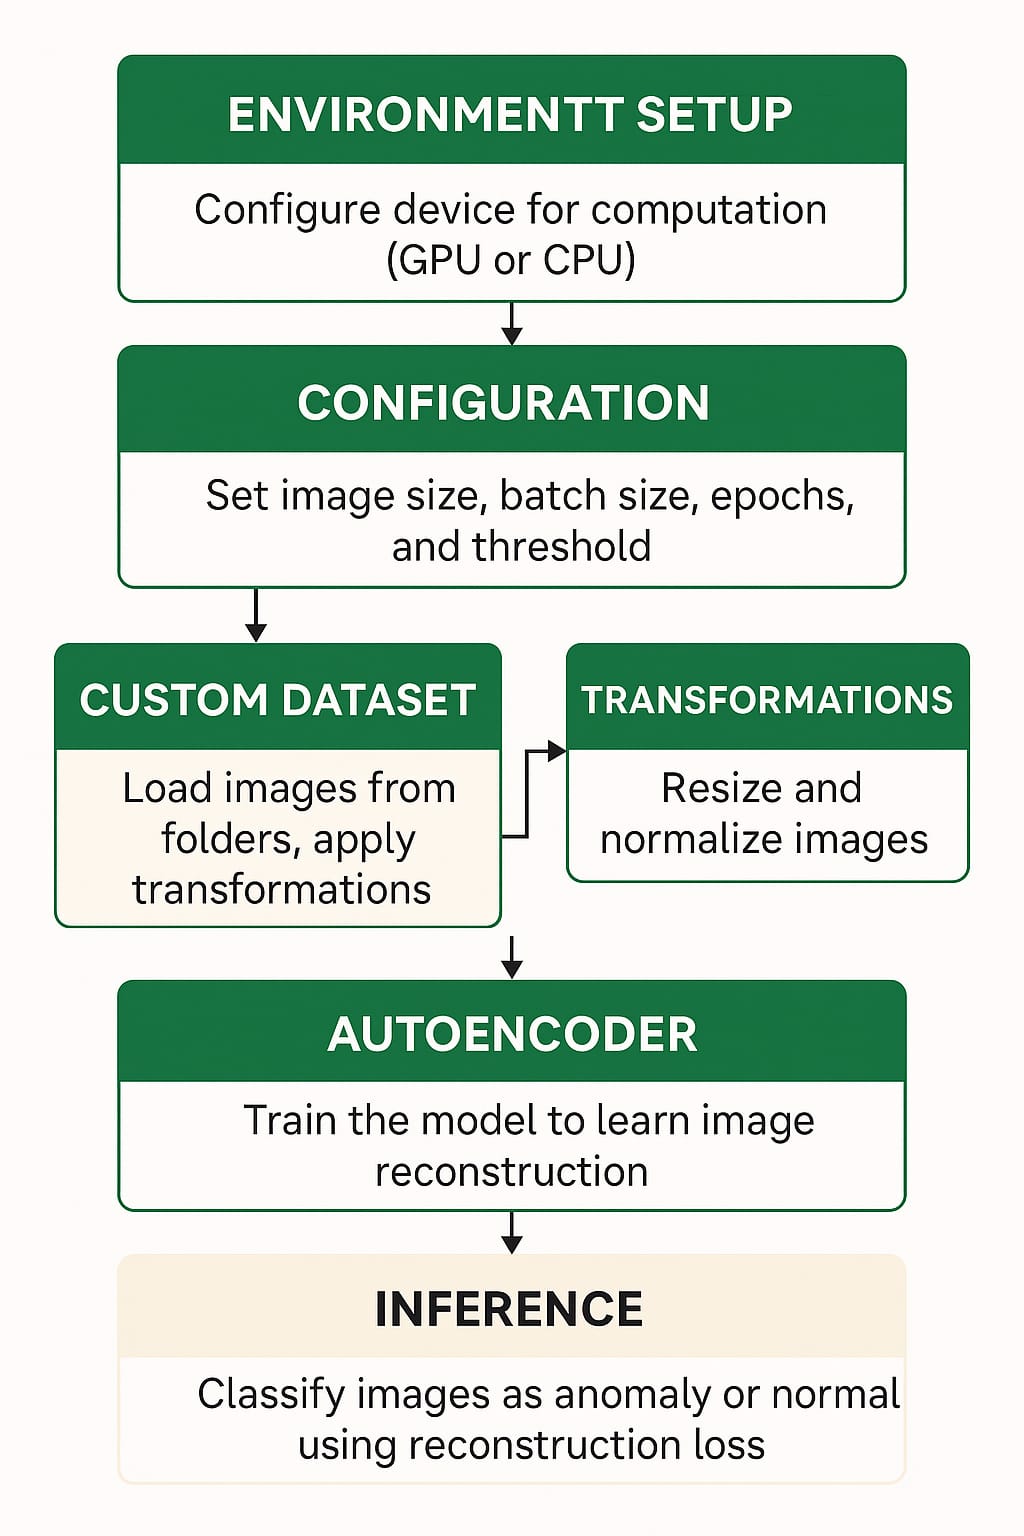 ENVIRONMENTT SETUP
Configure device for computation
(GPU or CPU)
CONFIGURATION
Set image size, batch size, epochs,
and threshold
CUSTOM DATASET
Load images from
folders, apply
transformations
TRANSFORMATIONS
Resize and
normalize images
AUTOENCODER
Train the model to learn image
reconstruction
INFERENCE
Classify images as anomaly or normal
using reconstruction loss